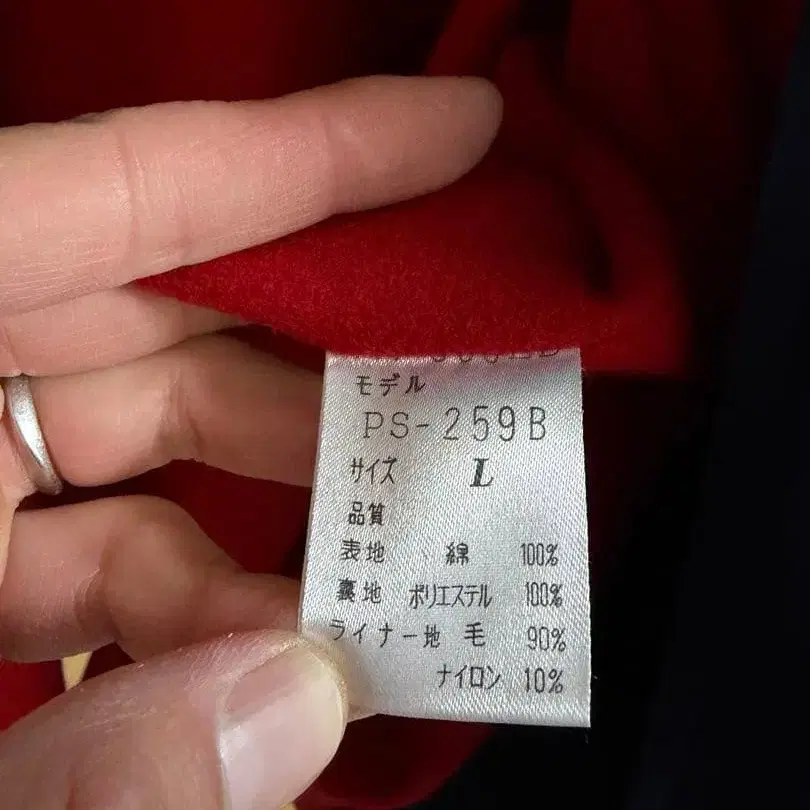 モデル
PS-259B
サイズ L
品質
表地 綿 100%
裏地 ポリエステル 100%
ライナー地 毛 90%
ナイロン 10%